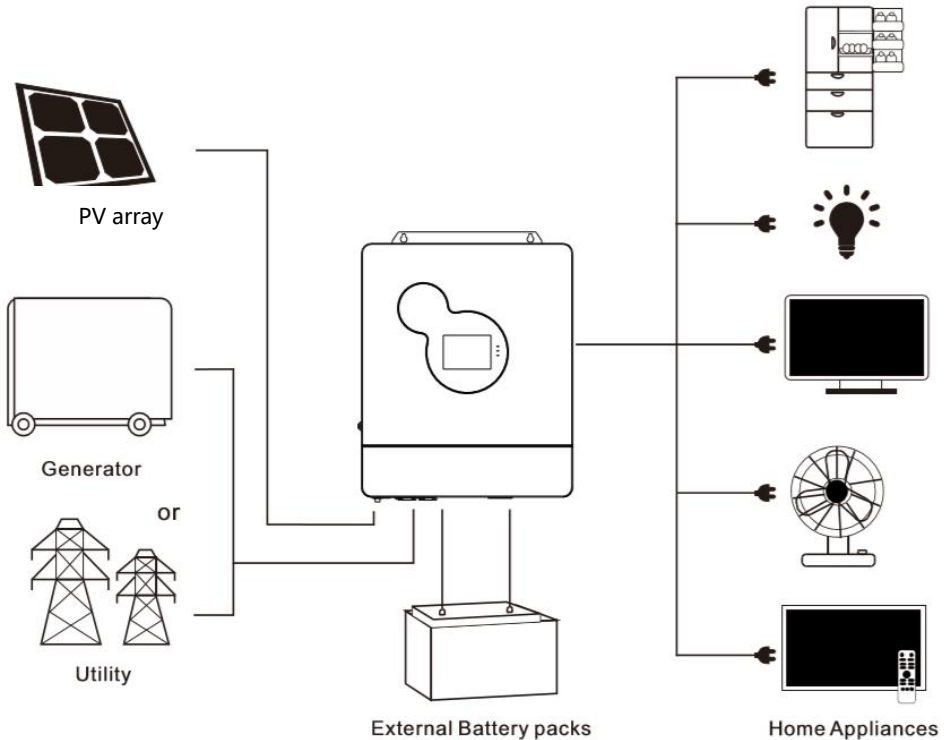 PV array
Generator
or
Utility
External Battery packs
Home Appliances